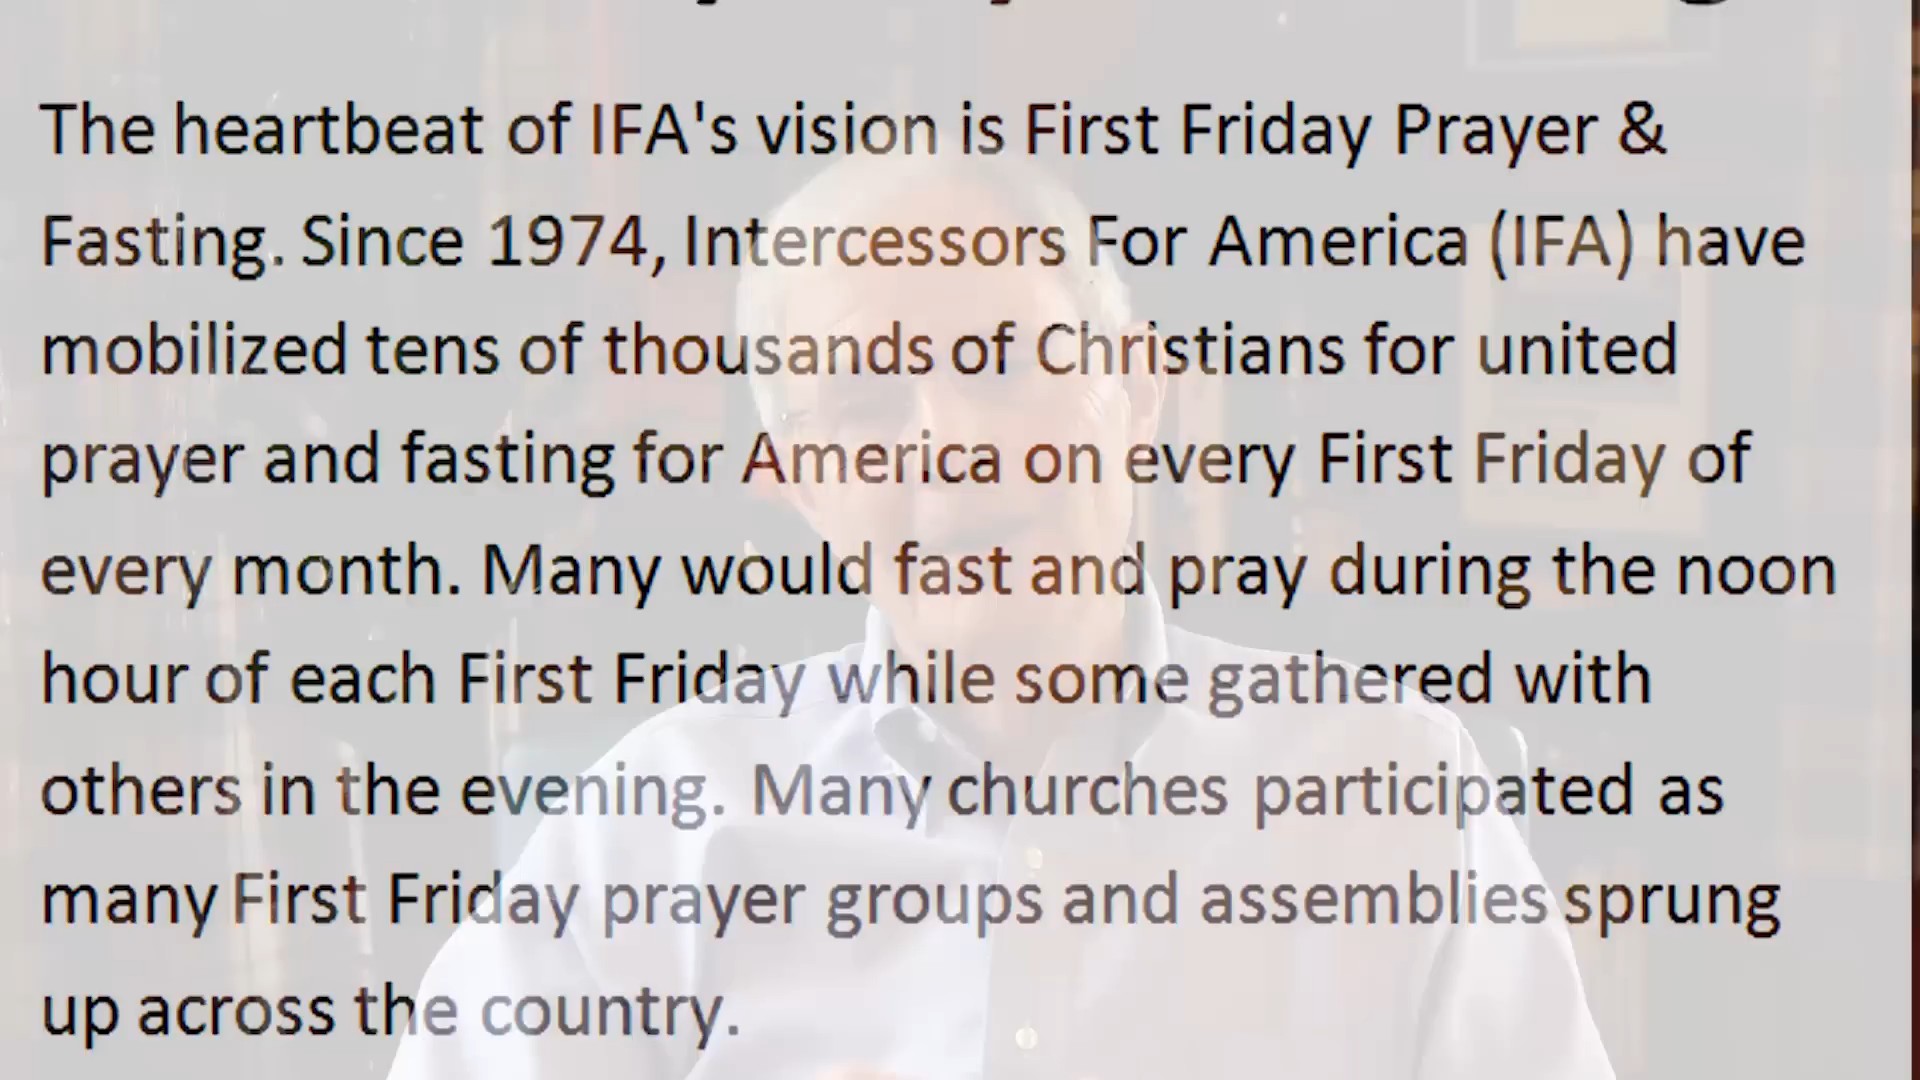 The heartbeat of IFA's vision is First Friday Prayer &
Fasting. Since 1974, Intercessors For America (IFA) have
mobilized tens of thousands of Christians for united
prayer and fasting for America on every First Friday of
every month. Many would fast and pray during the noon
hour of each First Friday while some gathered with
others in the evening. Many churches participated as
many First Friday prayer groups and assemblies sprung
up across the country.